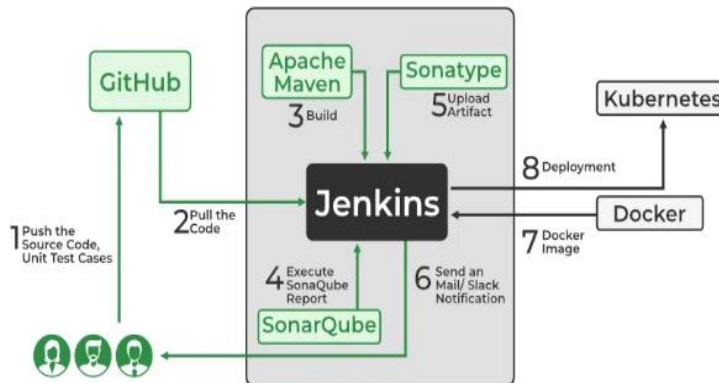 GitHub
Apache
Maven
Sonatype
3 Build
5 Upload
Artifact
Kubernetes
8 Deployment
Jenkins
Docker
1 Push the
Source Code,
Unit Test Cases
2 Pull the
Code
7 Docker
Image
4 Execute
SonaQube
Report
6 Send an
Mail/ Slack
Notification
SonarQube